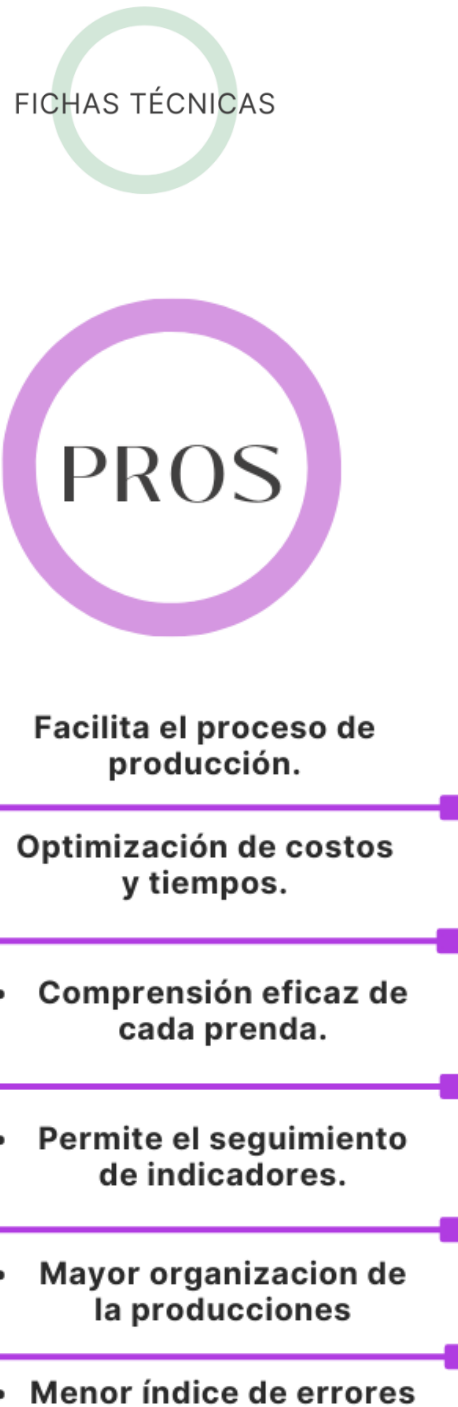 FICHAS TÉCNICAS
PROS
Facilita el proceso de
producción.
Optimización de costos
y tiempos.
• Comprensión eficaz de
cada prenda.
• Permite el seguimiento
de indicadores.
• Mayor organizacion de
la producciones
• Menor índice de errores